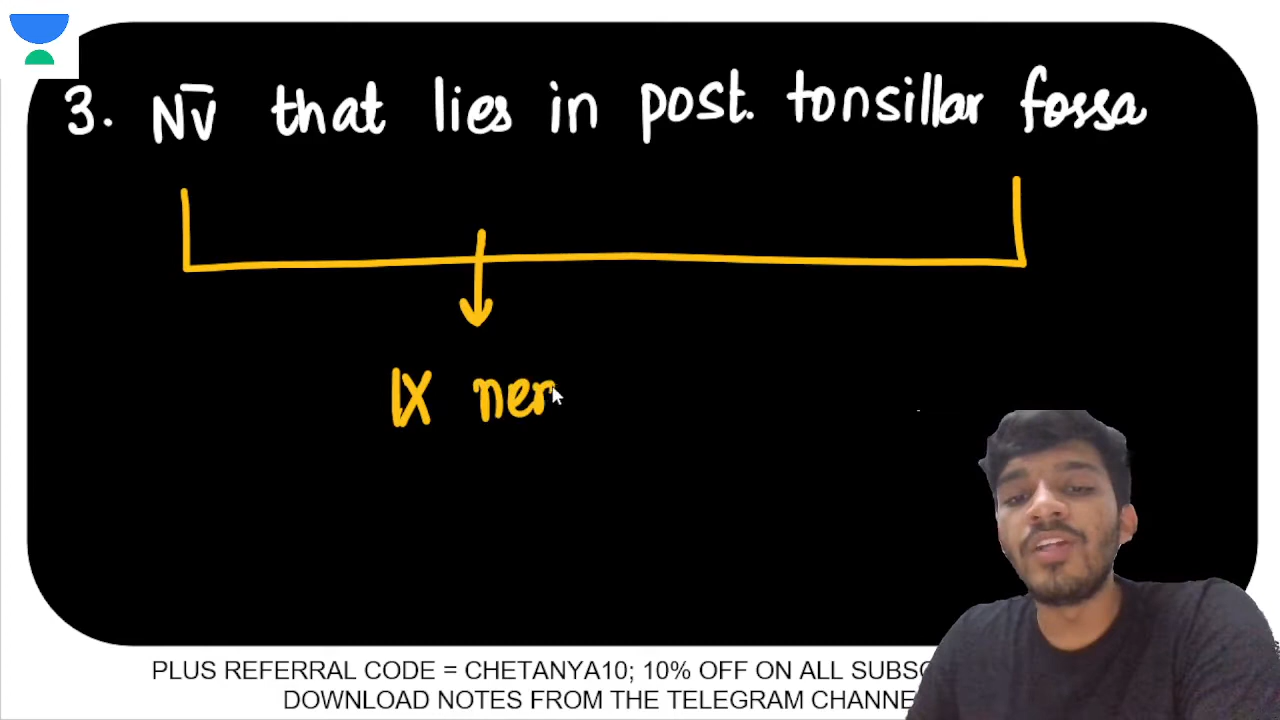 3. NV̄ that lies in post. tonsillar fossa
IX ner
PLUS REFERRAL CODE = CHETANYA10; 10% OFF ON ALL SUBSC
DOWNLOAD NOTES FROM THE TELEGRAM CHANNE